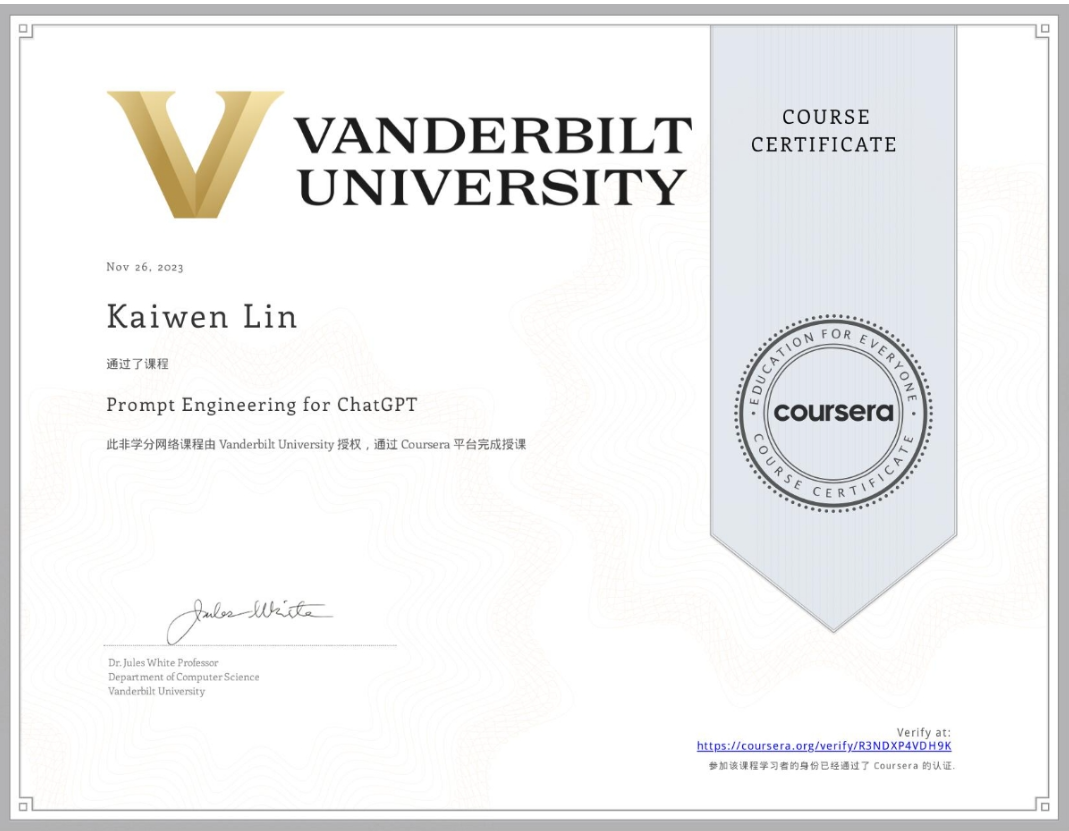 VANDERBILT
UNIVERSITY
COURSE
CERTIFICATE
Nov 26, 2023
Kaiwen Lin
通过了课程
Prompt Engineering for ChatGPT
此非学分网络课程由 Vanderbilt University 授权，通过 Coursera 平台完成授课
EDUCATION FOR EVERYONE
coursera
COURSE CERTIFICATE
Jules White
Dr. Jules White Professor
Department of Computer Science
Vanderbilt University
Verify at:
https://coursera.org/verify/R3NDXP4VDH9K
参加该课程学习者的身份已经通过了 Coursera 的认证.